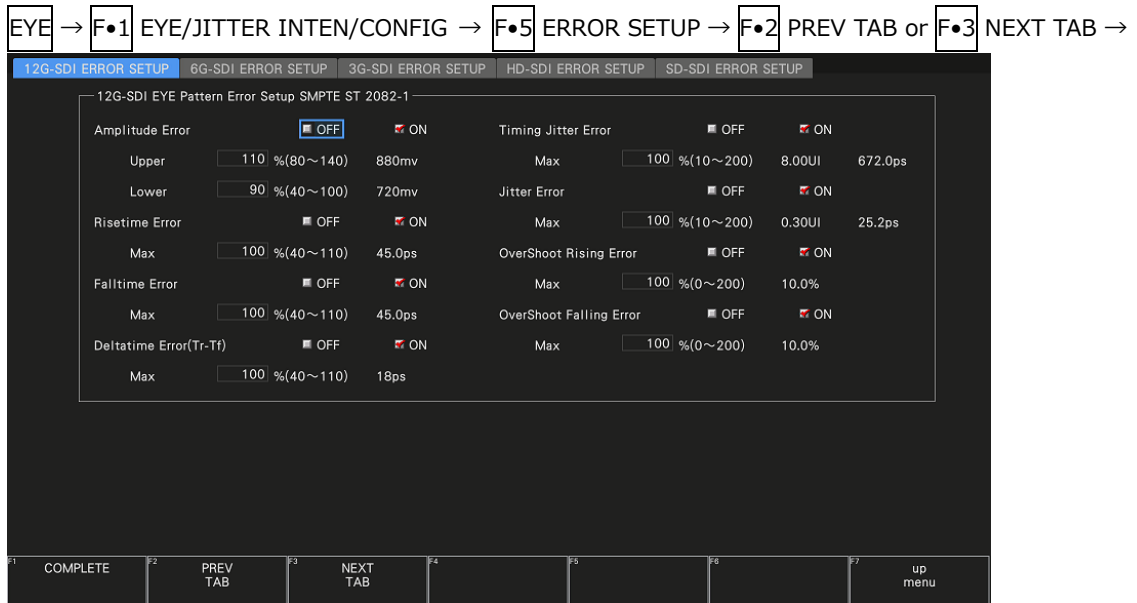 EYE → F•1 EYE/JITTER INTEN/CONFIG → F•5 ERROR SETUP → F•2 PREV TAB or F•3 NEXT TAB →
12G-SDI ERROR SETUP 6G-SDI ERROR SETUP 3G-SDI ERROR SETUP HD-SDI ERROR SETUP SD-SDI ERROR SETUP
12G-SDI EYE Pattern Error Setup SMPTE ST 2082-1
Amplitude Error OFF ON
Upper 110 %(80～140) 880mv
Lower 90 %(40～100) 720mv
Risetime Error OFF ON
Max 100 %(40～110) 45.0ps
Falltime Error OFF ON
Max 100 %(40～110) 45.0ps
Deltatime Error(Tr-Tf) OFF ON
Max 100 %(40～110) 18ps
Timing Jitter Error OFF ON
Max 100 %(10～200) 8.00UI 672.0ps
Jitter Error OFF ON
Max 100 %(10～200) 0.30UI 25.2ps
OverShoot Rising Error OFF ON
Max 100 %(0～200) 10.0%
OverShoot Falling Error OFF ON
Max 100 %(0～200) 10.0%
F1 COMPLETE
F2 PREV
TAB
F3 NEXT
TAB
F4
F5
F6
F7 up
menu